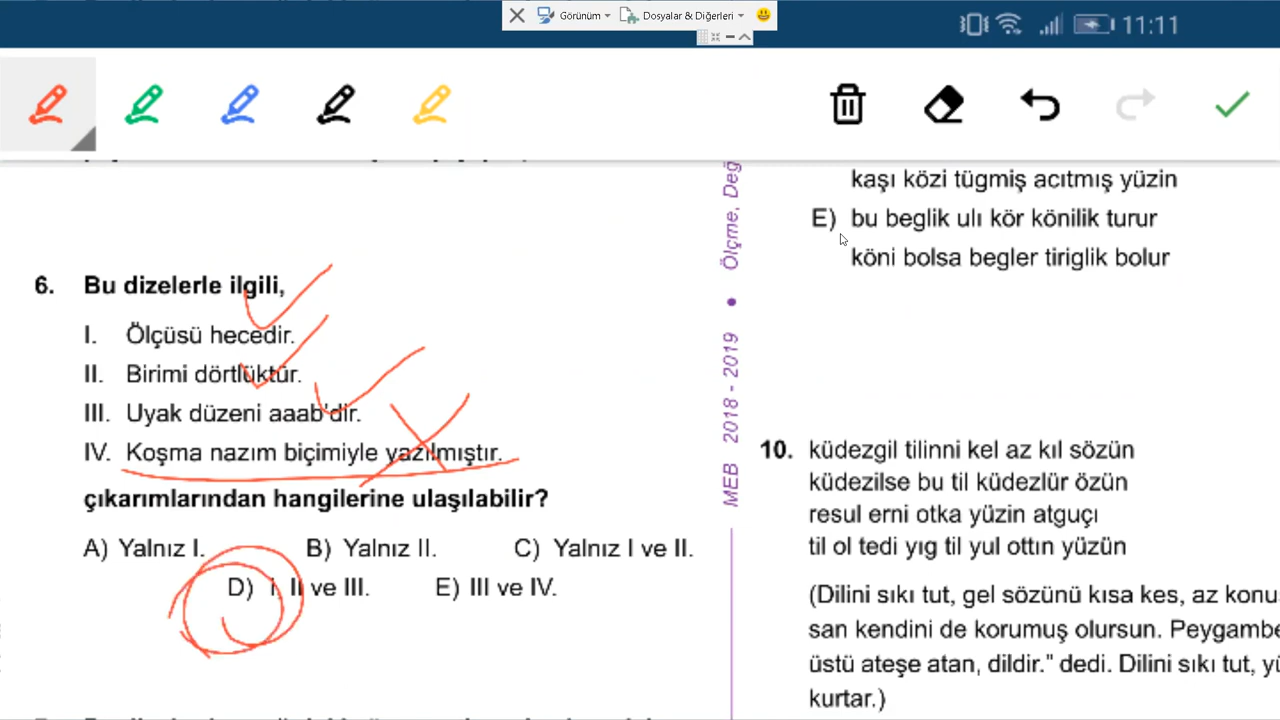 Görünüm
Dosyalar & Diğerleri
11:11
6. Bu dizelerle ilgili,
I. Ölçüsü hecedir.
II. Birimi dörtlüktür.
III. Uyak düzeni aaab'dir.
IV. Koşma nazım biçimiyle yazılmıştır.
çıkarımlarından hangilerine ulaşılabilir?
A) Yalnız I.
B) Yalnız II.
C) Yalnız I ve II.
D) I, II ve III.
E) III ve IV.
MEB 2018 - 2019 • Ölçme, Değ
kaşı közi tügmiş acıtmış yüzin
E) bu beglik ulı kör könilik turur
köni bolsa begler tiriglik bolur
10. küdezgil tilinni kel az kıl sözün
küdezilse bu til küdezlür özün
resul erni otka yüzin atguçı
til ol tedi yıg til yul ottın yüzün
(Dilini sıkı tut, gel sözünü kısa kes, az konu
san kendini de korumuş olursun. Peygambe
üstü ateşe atan, dildir." dedi. Dilini sıkı tut, yü
kurtar.)